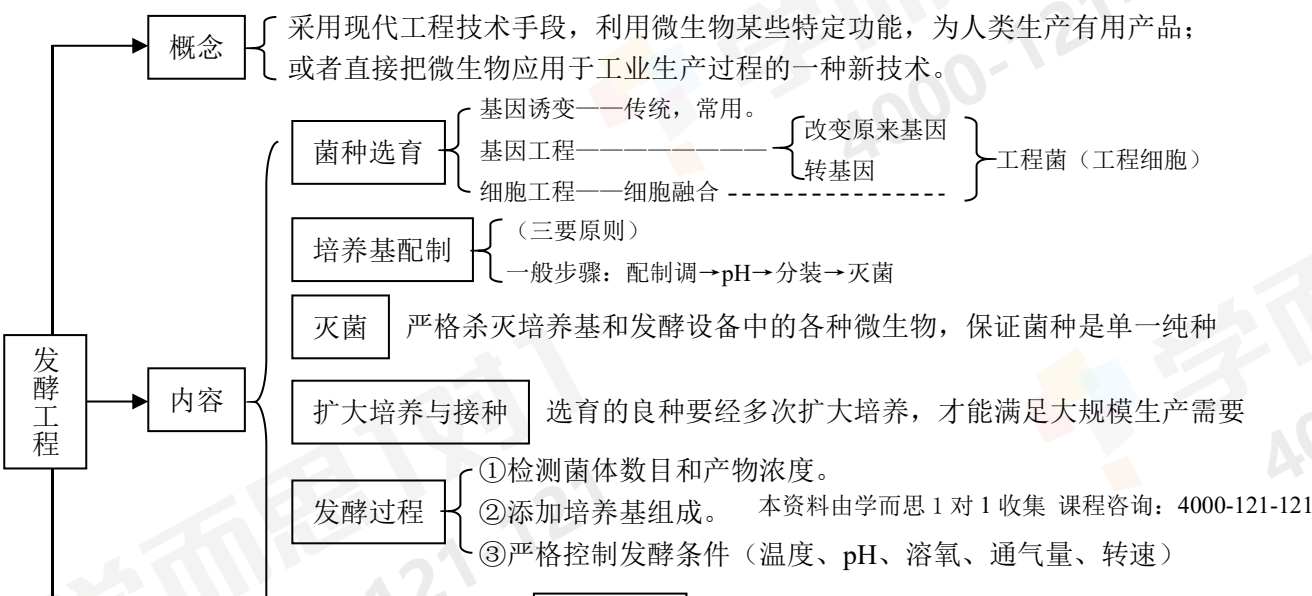 概念
采用现代工程技术手段，利用微生物某些特定功能，为人类生产有用产品；
或者直接把微生物应用于工业生产过程的一种新技术。
菌种选育
基因诱变——传统，常用。
基因工程————————
改变原来基因
转基因
细胞工程——细胞融合 ----------------
工程菌（工程细胞）
培养基配制
（三要原则）
一般步骤：配制调→pH→分装→灭菌
灭菌
严格杀灭培养基和发酵设备中的各种微生物，保证菌种是单一纯种
发酵工程
内容
扩大培养与接种
选育的良种要经多次扩大培养，才能满足大规模生产需要
发酵过程
①检测菌体数目和产物浓度。
②添加培养基组成。
本资料由学而思 1 对 1 收集 课程咨询：4000-121-121
③严格控制发酵条件（温度、pH、溶氧、通气量、转速）